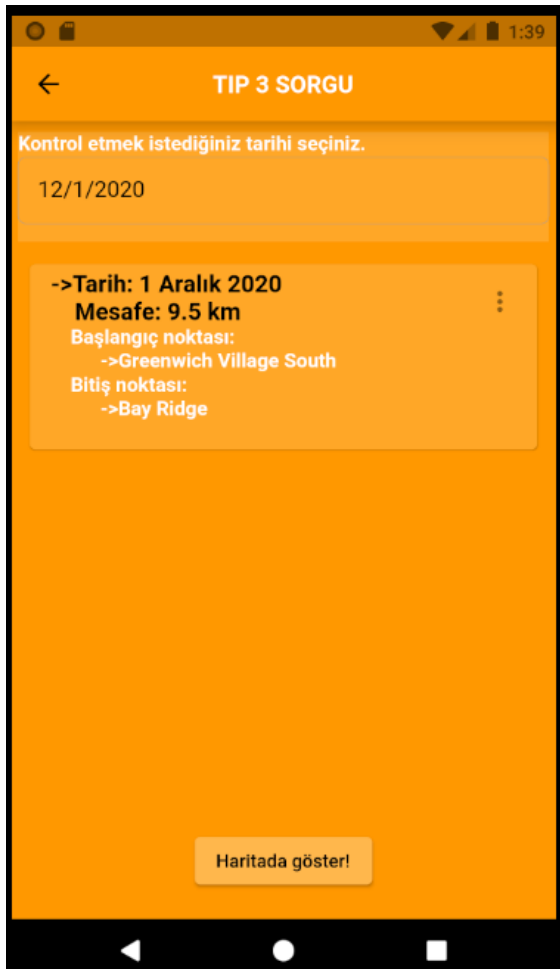 1:39
TIP 3 SORGU
Kontrol etmek istediğiniz tarihi seçiniz.
12/1/2020
->Tarih: 1 Aralık 2020
Mesafe: 9.5 km
Başlangıç noktası:
->Greenwich Village South
Bitiş noktası:
->Bay Ridge
Haritada göster!